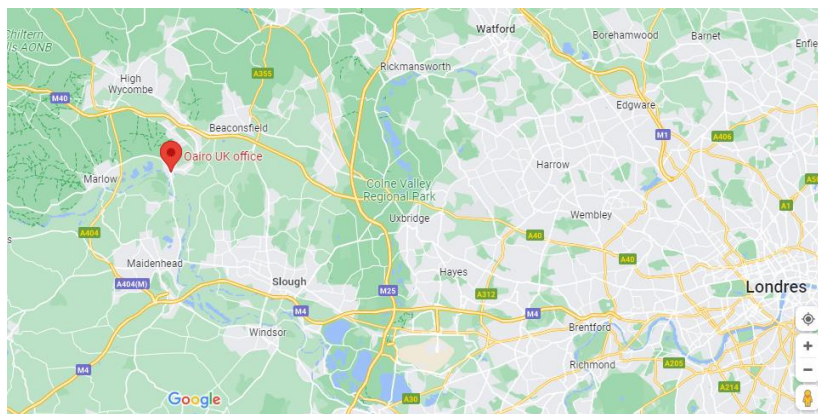 Chiltern
ls AONB
High
Wycombe
M40
A355
Beaconsfield
Rickmansworth
Watford
Borehamwood
Barnet
Enfie
Edgware
M1
A406
Oairo UK office
Marlow
Colne Valley
Regional Park
Harrow
A1
Wembley
Uxbridge
A40
A40
A404
Maidenhead
A404(M)
Slough
Hayes
M25
A312
M4
M4
Londres
Windsor
Brentford
Richmond
A205
M4
A30
A214
Google